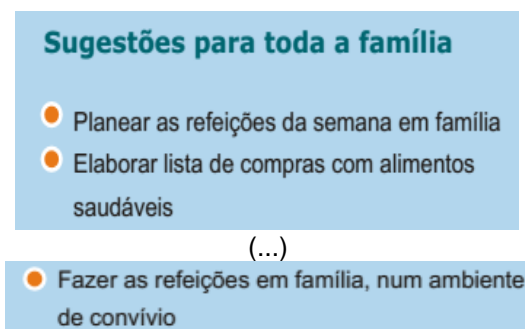 Sugestões para toda a família
Planear as refeições da semana em família
Elaborar lista de compras com alimentos
saudáveis
(...)
Fazer as refeições em família, num ambiente
de convívio